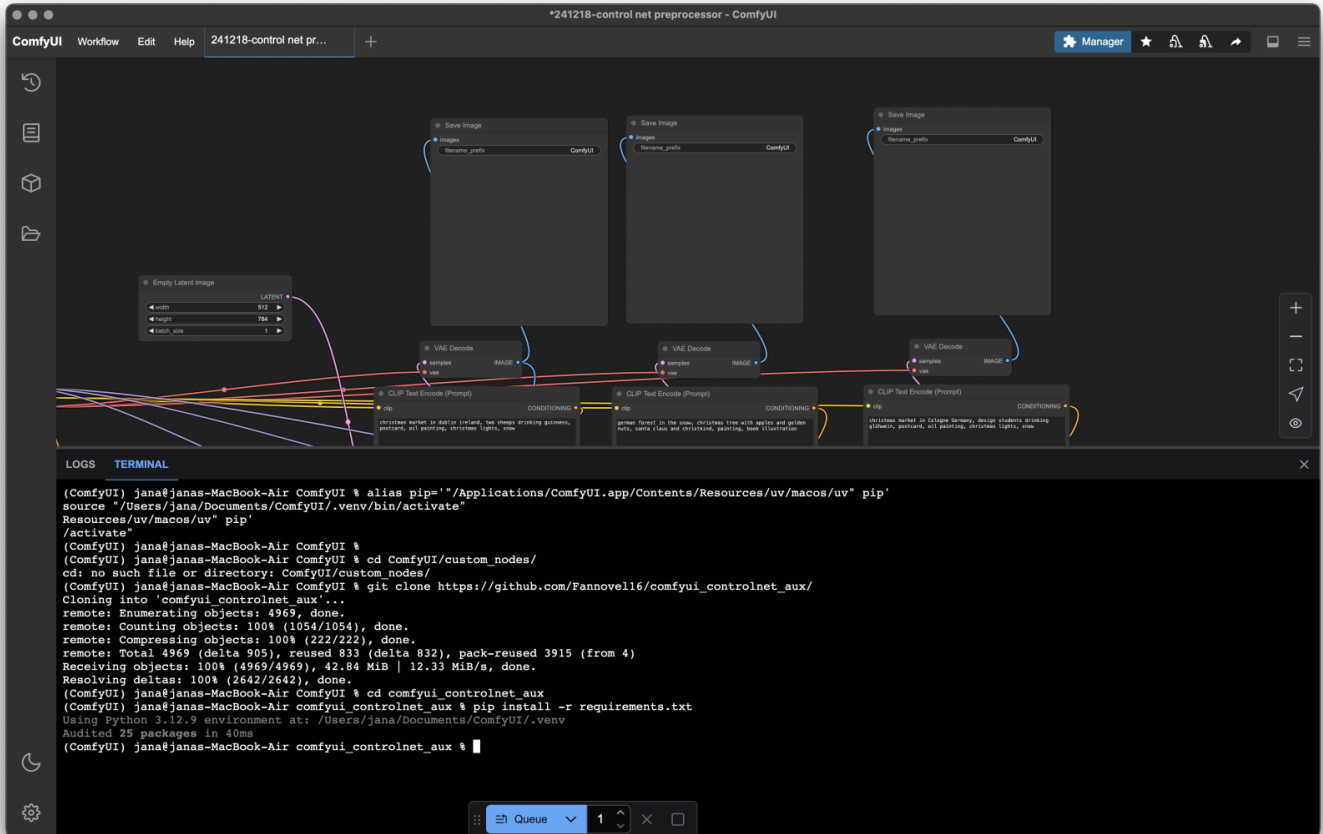 *241218-control net preprocessor - ComfyUI
ComfyUI Workflow Edit Help 241218-control net pr... Manager
Save Image
images
filename_prefix ComfyUI
Save Image
images
filename_prefix ComfyUI
Save Image
images
filename_prefix ComfyUI
Empty Latent Image
LATENT
width 512
height 784
batch_size 1
VAE Decode
samples IMAGE
vae
VAE Decode
samples IMAGE
vae
VAE Decode
samples IMAGE
vae
CLIP Text Encode (Prompt)
clip CONDITIONING
christmas market in dublin ireland, two sheeps drinking guinness,
postcard, oil painting, christmas lights, snow
CLIP Text Encode (Prompt)
clip CONDITIONING
german forest in the snow, christmas tree with apples and golden
nuts, santa claus and christkind, painting, book illustration
CLIP Text Encode (Prompt)
clip CONDITIONING
christmas market in Cologne Germany, design students drinking
glühwein, postcard, oil painting, christmas lights, snow
LOGS TERMINAL
(ComfyUI) jana@janas-MacBook-Air ComfyUI % alias pip='"/Applications/ComfyUI.app/Contents/Resources/uv/macos/uv" pip'
source "/Users/jana/Documents/ComfyUI/.venv/bin/activate"
Resources/uv/macos/uv" pip'
/activate"
(ComfyUI) jana@janas-MacBook-Air ComfyUI %
(ComfyUI) jana@janas-MacBook-Air ComfyUI % cd ComfyUI/custom_nodes/
cd: no such file or directory: ComfyUI/custom_nodes/
(ComfyUI) jana@janas-MacBook-Air ComfyUI % git clone https://github.com/Fannovel16/comfyui_controlnet_aux/
Cloning into 'comfyui_controlnet_aux'...
remote: Enumerating objects: 4969, done.
remote: Counting objects: 100% (1054/1054), done.
remote: Compressing objects: 100% (222/222), done.
remote: Total 4969 (delta 905), reused 833 (delta 832), pack-reused 3915 (from 4)
Receiving objects: 100% (4969/4969), 42.84 MiB | 12.33 MiB/s, done.
Resolving deltas: 100% (2642/2642), done.
(ComfyUI) jana@janas-MacBook-Air ComfyUI % cd comfyui_controlnet_aux
(ComfyUI) jana@janas-MacBook-Air comfyui_controlnet_aux % pip install -r requirements.txt
Using Python 3.12.9 environment at: /Users/jana/Documents/ComfyUI/.venv
Audited 25 packages in 40ms
(ComfyUI) jana@janas-MacBook-Air comfyui_controlnet_aux %
Queue 1